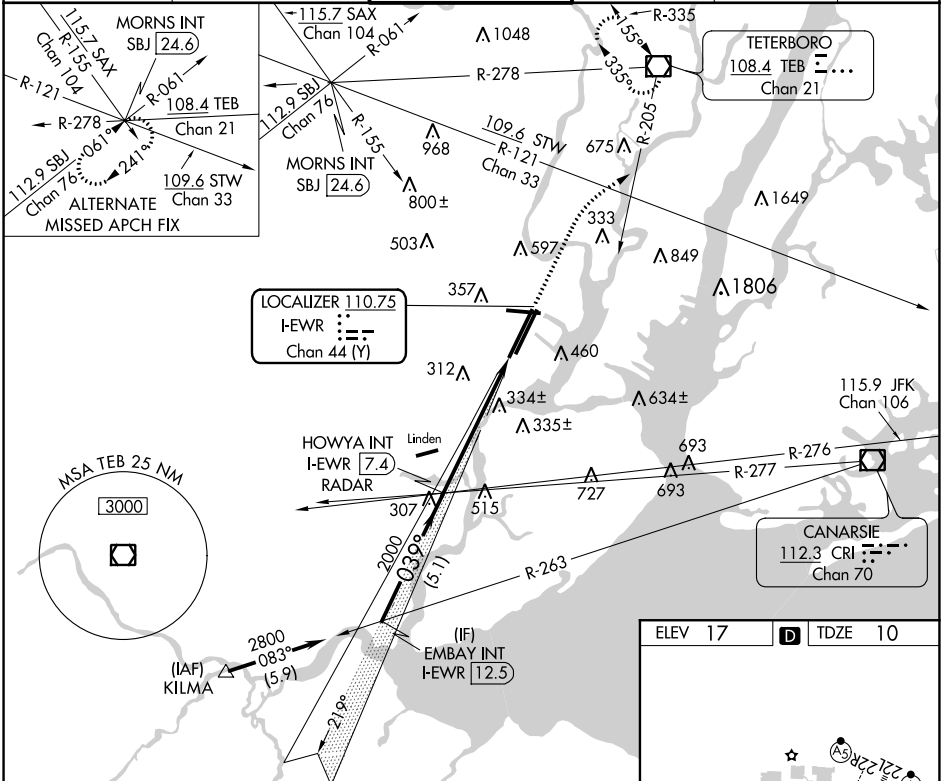 MORNS INT
SBJ 24.6
115.7 SAX
R-155
Chan 104
R-121
R-061
R-278
108.4 TEB
Chan 21
112.9 SBJ
Chan 76
061°
241°
109.6 STW
Chan 33
ALTERNATE
MISSED APCH FIX
115.7 SAX
Chan 104
R-061
1048
R-278
112.9 SBJ
Chan 76
R-155
MORNS INT
SBJ 24.6
968
800±
109.6 STW
R-121
Chan 33
R-335
155°
335°
R-205
TETERBORO
108.4 TEB
Chan 21
675
1649
503
597
333
849
1806
357
LOCALIZER 110.75
I-EWR
Chan 44 (Y)
460
312
334±
634±
335±
115.9 JFK
Chan 106
HOWYA INT
I-EWR 7.4
RADAR
Linden
693
R-276
R-277
727
693
307
515
MSA TEB 25 NM
3000
2000
039°
(5.1)
R-263
CANARSIE
112.3 CRI
Chan 70
2800
083°
(5.9)
(IAF)
KILMA
(IF)
EMBAY INT
I-EWR 12.5
219°
ELEV 17
D
TDZE 10
A5
22R
22L